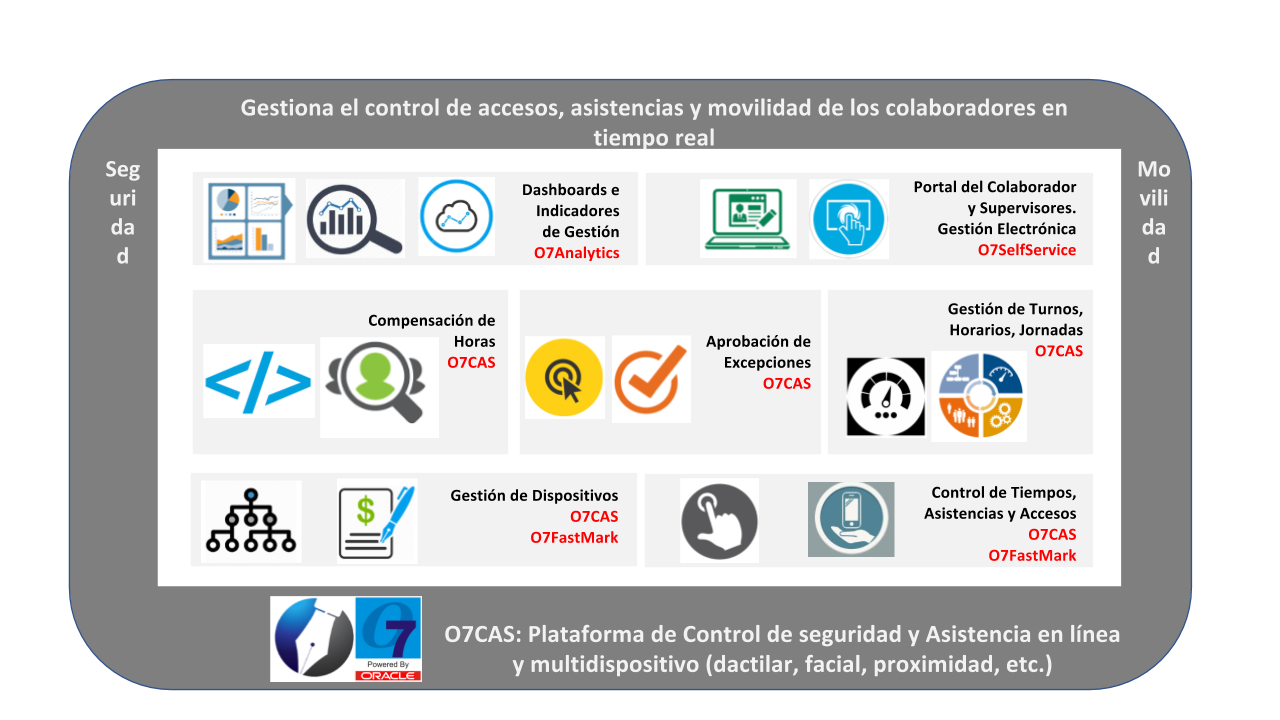 Gestiona el control de accesos, asistencias y movilidad de los colaboradores en
tiempo real
Seg
uri
da
d
Mo
vili
da
d
Dashboards e
Indicadores
de Gestión
O7Analytics
Portal del Colaborador
y Supervisores.
Gestión Electrónica
O7SelfService
Compensación de
Horas
O7CAS
Aprobación de
Excepciones
O7CAS
Gestión de Turnos,
Horarios, Jornadas
O7CAS
Gestión de Dispositivos
O7CAS
O7FastMark
Control de Tiempos,
Asistencias y Accesos
O7CAS
O7FastMark
O7
Powered By
ORACLE
O7CAS: Plataforma de Control de seguridad y Asistencia en línea
y multidispositivo (dactilar, facial, proximidad, etc.)